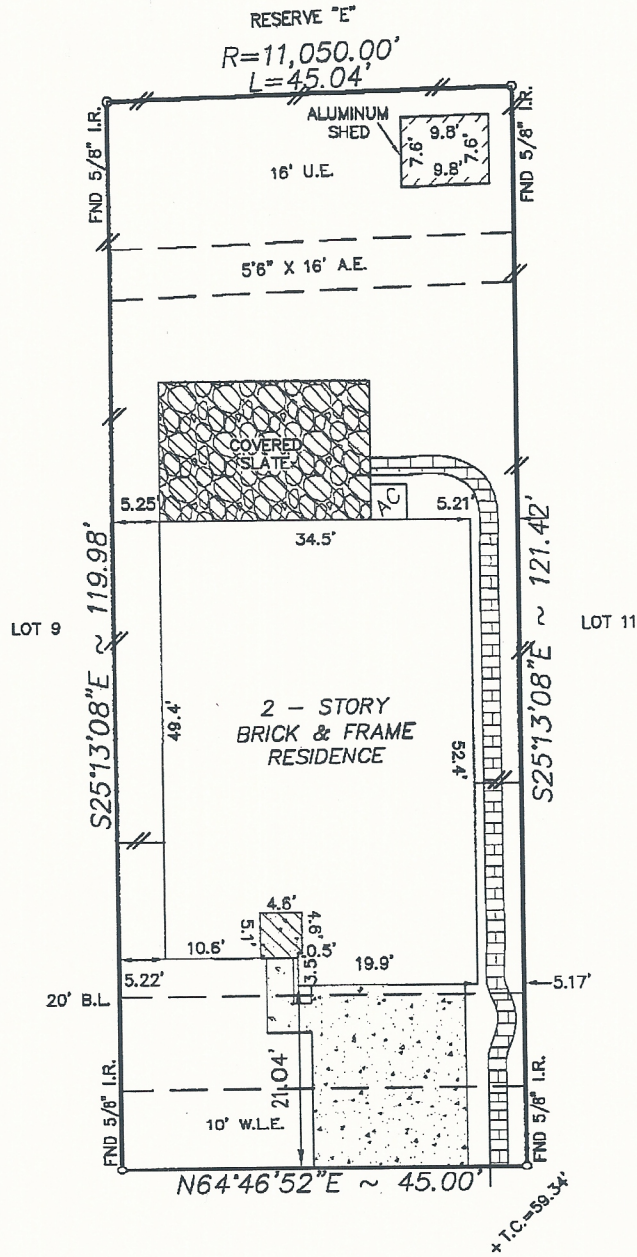 RESERVE "E"
R=11,050.00'
L=45.04'
ALUMINUM
SHED
9.8'
7.6'
7.6'
9.8'
FND 5/8" I.R.
FND 5/8" I.R.
16' U.E.
5'6" X 16' A.E.
COVERED
SLATE
AC
5.25'
5.21'
34.5'
S25°13'08"E ~ 119.98'
S25°13'08"E ~ 121.42'
LOT 9
LOT 11
49.4'
2 - STORY
BRICK & FRAME
RESIDENCE
52.4'
4.6'
5.1'
4.6'
0.5'
10.6'
3.5'
19.9'
5.22'
5.17'
20' B.L.
21.04'
10' W.L.E.
FND 5/8" I.R.
FND 5/8" I.R.
N64°46'52"E ~ 45.00'
+ T.C.=59.34'